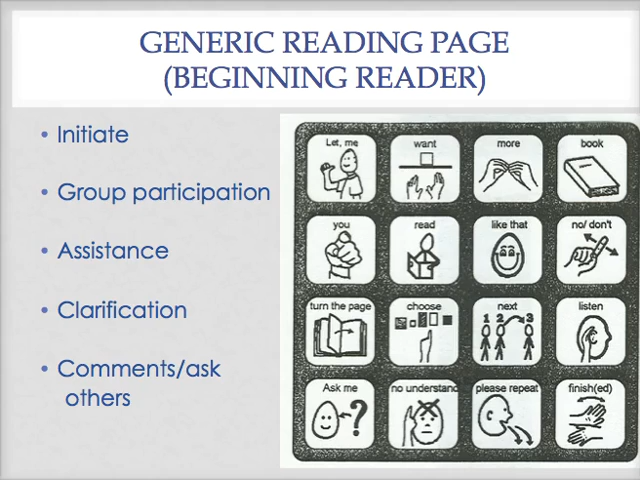 GENERIC READING PAGE
(BEGINNING READER)
• Initiate
• Group participation
• Assistance
• Clarification
• Comments/ask
others
Let, me want more book
you read like that no/ don't
turn the page choose next listen
1 2 3
Ask me no understand please repeat finish(ed)
?